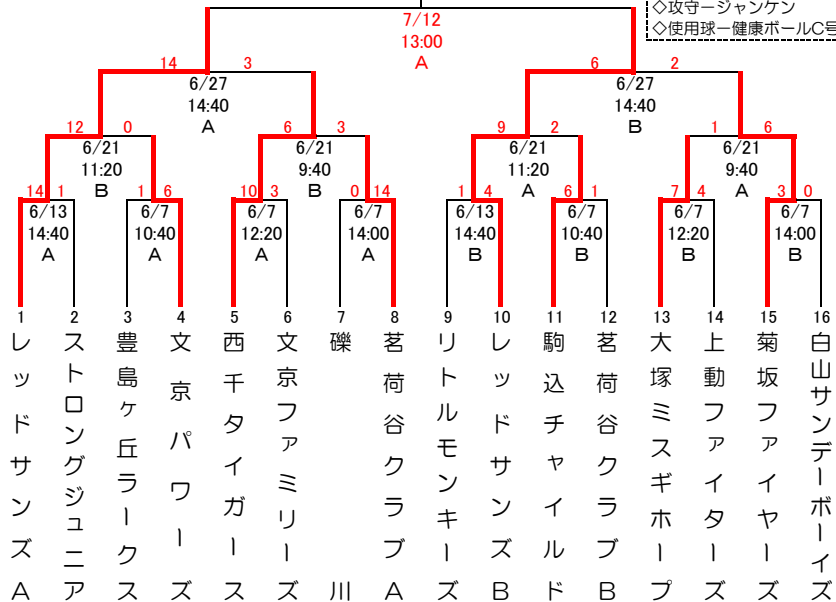 ◇攻守ージャンケン
◇使用球ー健康ボールC号
7/12
13:00
A
14 3
6/27
14:40
A
6 2
6/27
14:40
B
12 0
6/21
11:20
B
6 3
6/21
9:40
B
9 2
6/21
11:20
A
1 6
6/21
9:40
A
14 1
6/13
14:40
A
1 6
6/7
10:40
A
10 3
6/7
12:20
A
0 14
6/7
14:00
A
1 4
6/13
14:40
B
6 1
6/7
10:40
B
7 4
6/7
12:20
B
3 0
6/7
14:00
B
1
レッドサンズA
2
ストロングジュニア
3
豊島ヶ丘ラークス
4
文京パワーズ
5
西千タイガース
6
文京ファミリーズ
7
礫川
8
茗荷谷クラブA
9
リトルモンキーズ
10
レッドサンズB
11
駒込チャイルド
12
茗荷谷クラブB
13
大塚ミスギホープ
14
上動ファイターズ
15
菊坂ファイヤーズ
16
白山サンデーボーイズ